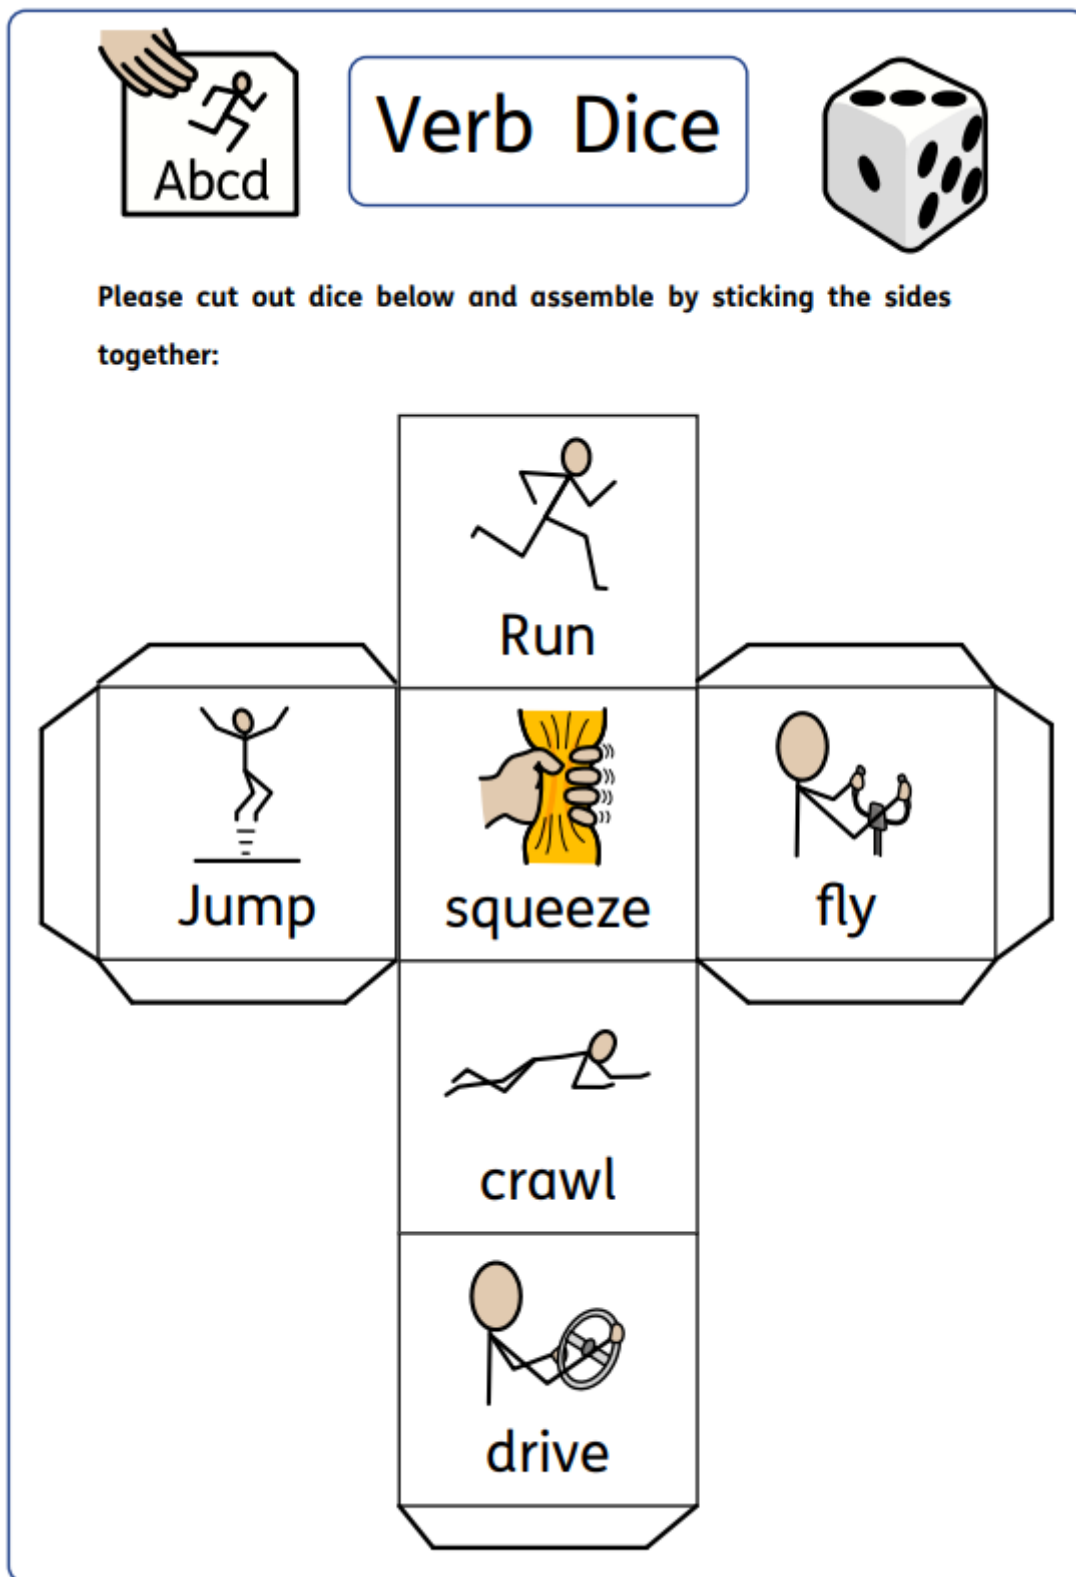 Abcd
Verb Dice
Please cut out dice below and assemble by sticking the sides
together:
Run
Jump
squeeze
fly
crawl
drive